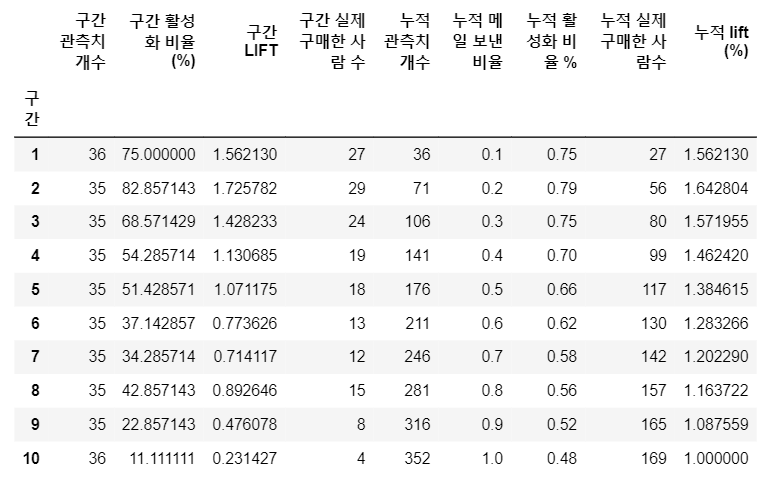 구간 관측치 개수 구간 활성화 비율 (%) 구간 LIFT 구간 실제 구매한 사람 수 누적 관측치 개수 누적 메일 보낸 비율 누적 활성화 비율 % 누적 실제 구매한 사람수 누적 lift (%)
구간
1 36 75.000000 1.562130 27 36 0.1 0.75 27 1.562130
2 35 82.857143 1.725782 29 71 0.2 0.79 56 1.642804
3 35 68.571429 1.428233 24 106 0.3 0.75 80 1.571955
4 35 54.285714 1.130685 19 141 0.4 0.70 99 1.462420
5 35 51.428571 1.071175 18 176 0.5 0.66 117 1.384615
6 35 37.142857 0.773626 13 211 0.6 0.62 130 1.283266
7 35 34.285714 0.714117 12 246 0.7 0.58 142 1.202290
8 35 42.857143 0.892646 15 281 0.8 0.56 157 1.163722
9 35 22.857143 0.476078 8 316 0.9 0.52 165 1.087559
10 36 11.111111 0.231427 4 352 1.0 0.48 169 1.000000